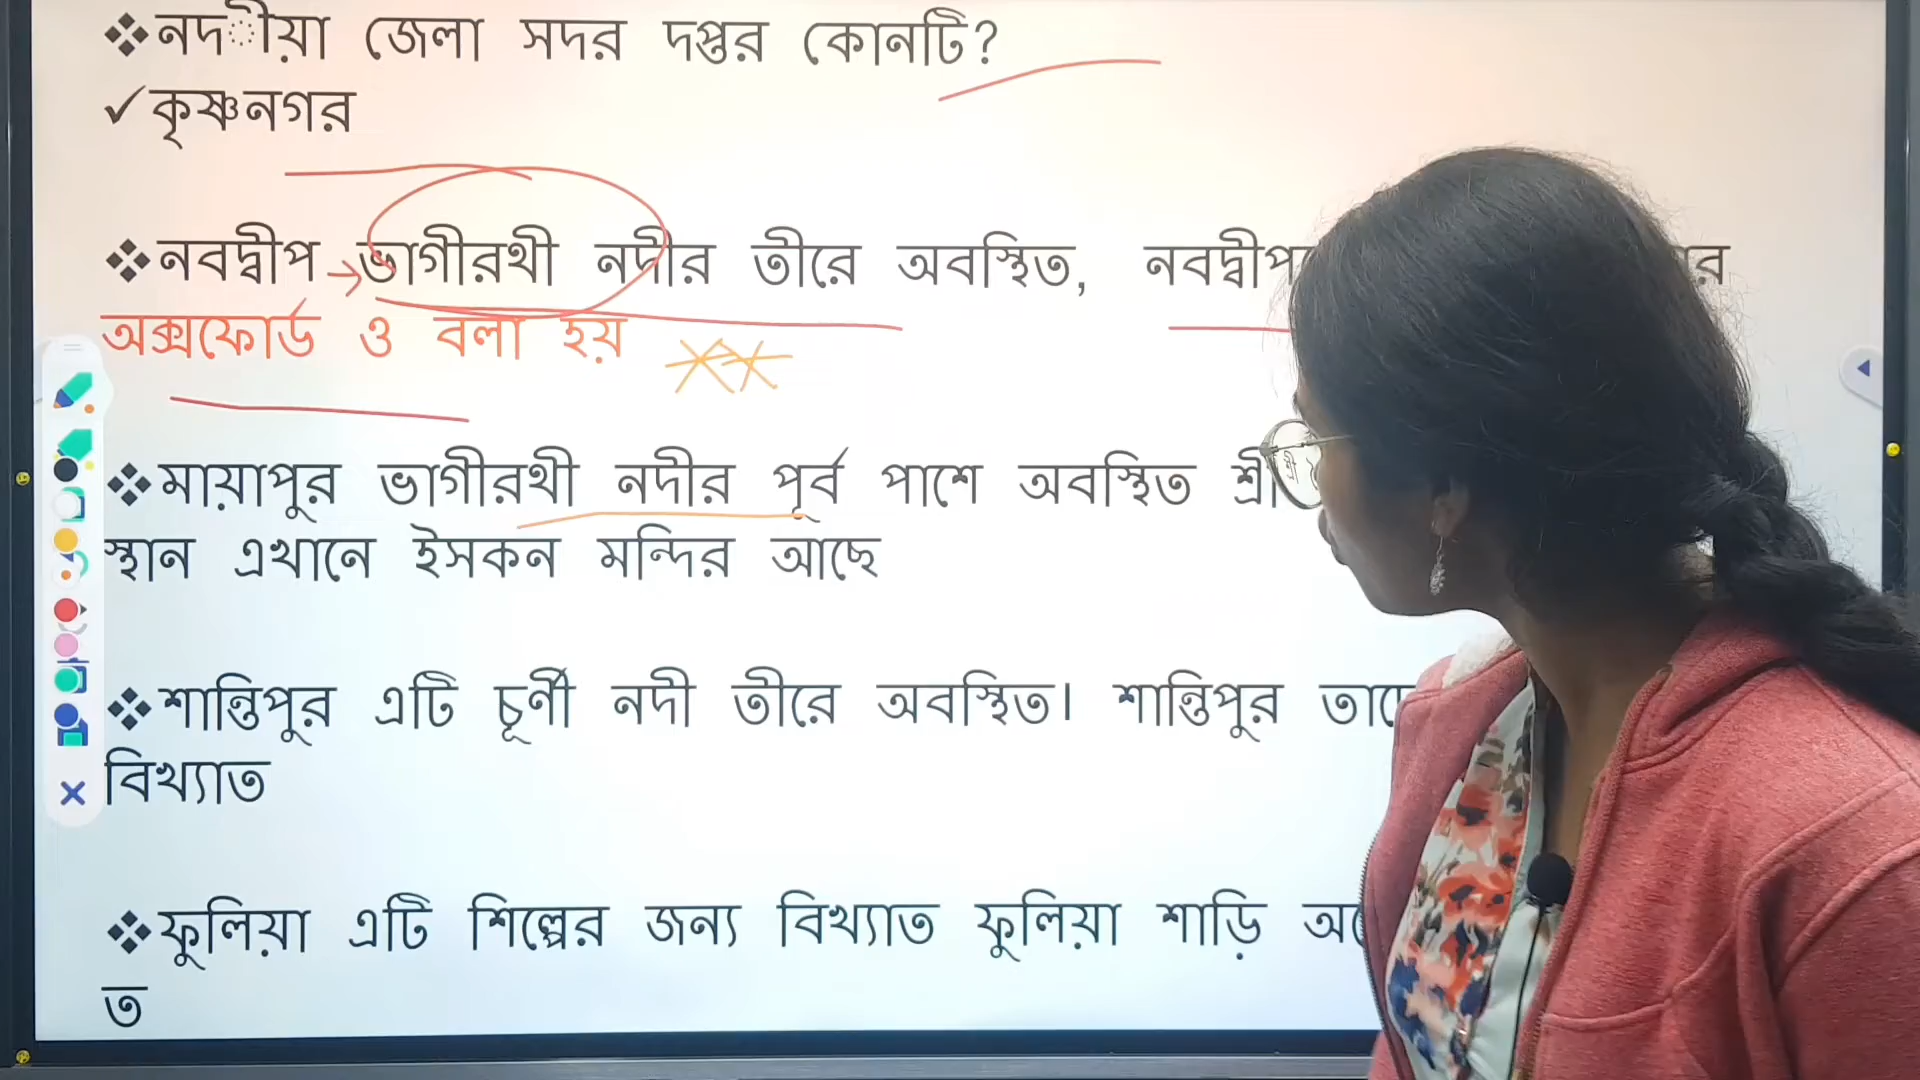 ❖নদীীয়া জেলা সদর দপ্তর কোনটি?
✓কৃষ্ণনগর
❖নবদ্বীপ ভাগীরথী নদীর তীরে অবস্থিত, নবদ্বীপ
অক্সফোর্ড ও বলা হয়
❖মায়াপুর ভাগীরথী নদীর পূর্ব পাশে অবস্থিত শ্রী
স্থান এখানে ইসকন মন্দির আছে
❖শান্তিপুর এটি চূর্ণী নদী তীরে অবস্থিত। শান্তিপুর
বিখ্যাত
❖ফুলিয়া এটি শিল্পের জন্য বিখ্যাত ফুলিয়া শাড়ি
ত